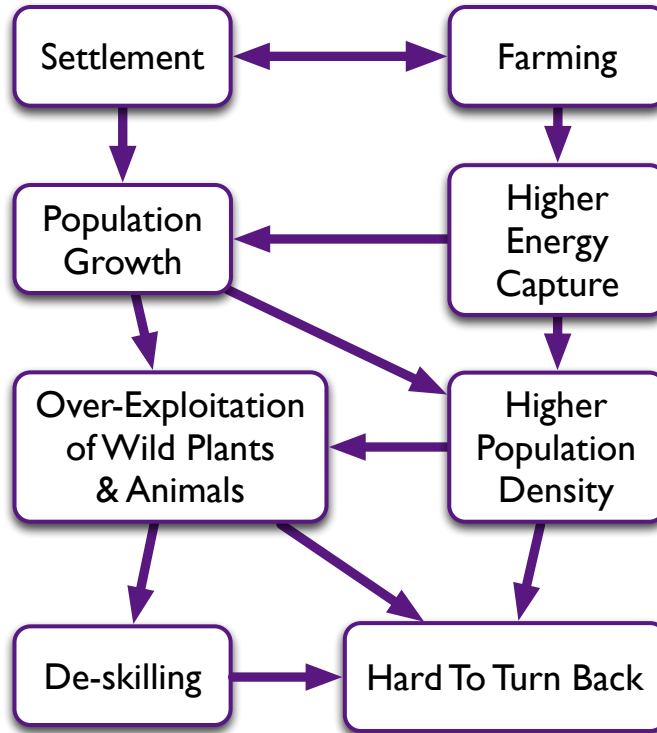 Settlement
Farming
Population
Growth
Higher
Energy
Capture
Over-Exploitation
of Wild Plants
& Animals
Higher
Population
Density
De-skilling
Hard To Turn Back